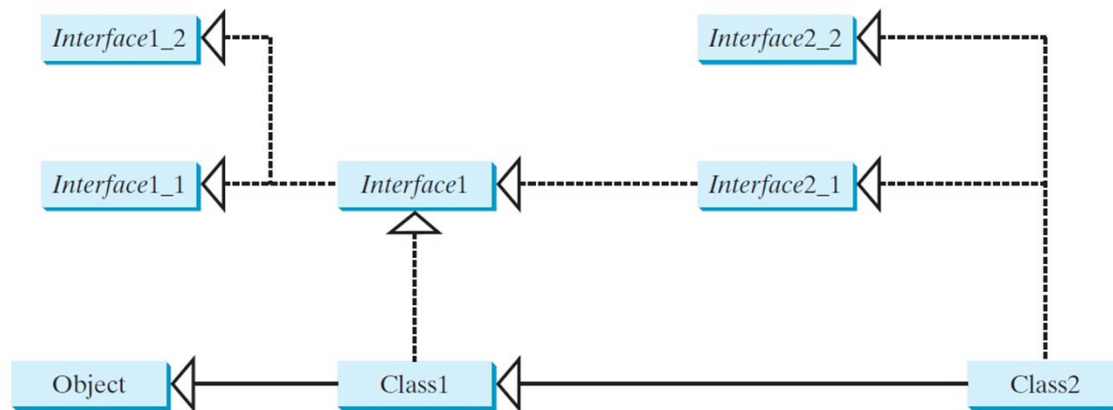 Interface1_2
Interface2_2
Interface1_1
Interface1
Interface2_1
Object
Class1
Class2